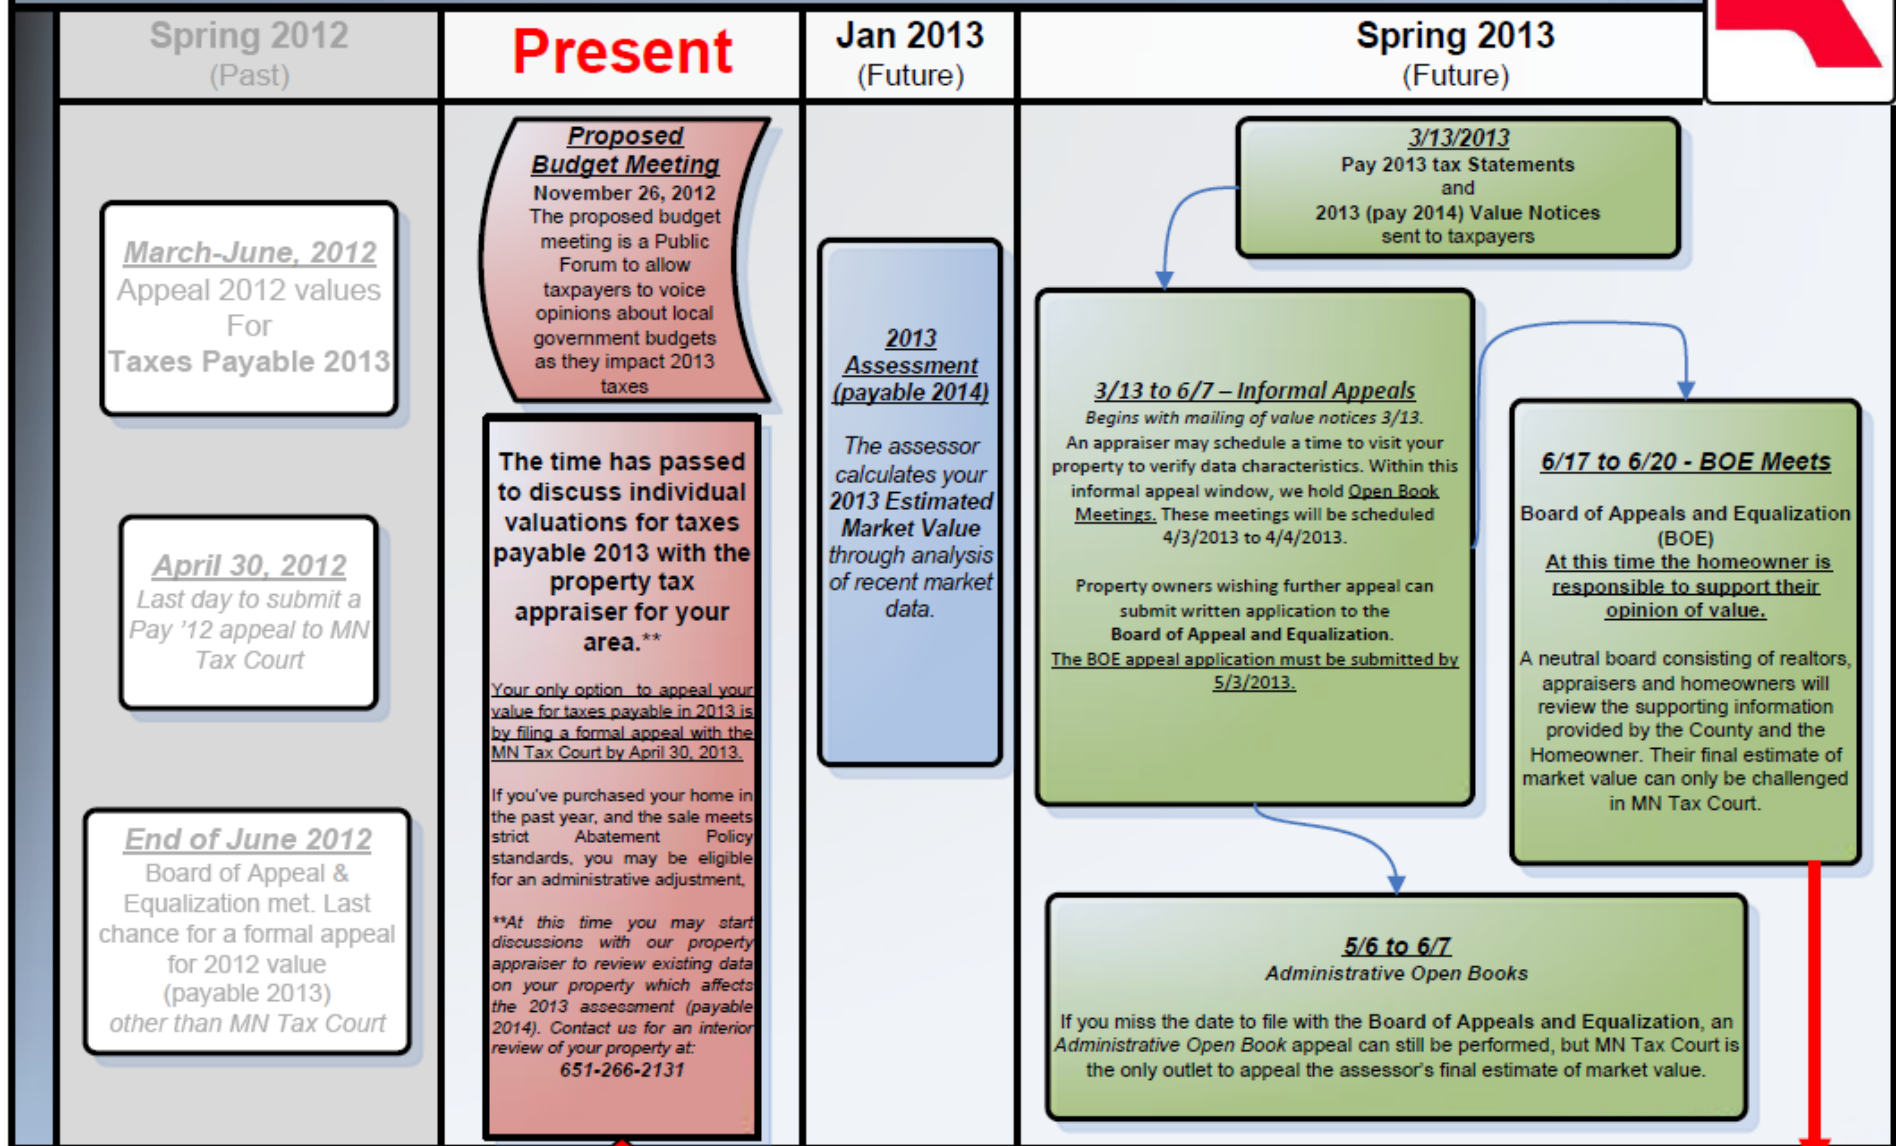 Spring 2012
(Past)
Present
Jan 2013
(Future)
Spring 2013
(Future)
March-June, 2012
Appeal 2012 values
For
Taxes Payable 2013
April 30, 2012
Last day to submit a
Pay '12 appeal to MN
Tax Court
End of June 2012
Board of Appeal &
Equalization met. Last
chance for a formal appeal
for 2012 value
(payable 2013)
other than MN Tax Court
Proposed
Budget Meeting
November 26, 2012
The proposed budget
meeting is a Public
Forum to allow
taxpayers to voice
opinions about local
government budgets
as they impact 2013
taxes
The time has passed
to discuss individual
valuations for taxes
payable 2013 with the
property tax
appraiser for your
area.**
Your only option to appeal your
value for taxes payable in 2013 is
by filing a formal appeal with the
MN Tax Court by April 30, 2013.
If you've purchased your home in
the past year, and the sale meets
strict Abatement Policy
standards, you may be eligible
for an administrative adjustment,
**At this time you may start
discussions with our property
appraiser to review existing data
on your property which affects
the 2013 assessment (payable
2014). Contact us for an interior
review of your property at:
651-266-2131
2013
Assessment
(payable 2014)
The assessor
calculates your
2013 Estimated
Market Value
through analysis
of recent market
data.
3/13/2013
Pay 2013 tax Statements
and
2013 (pay 2014) Value Notices
sent to taxpayers
3/13 to 6/7 – Informal Appeals
Begins with mailing of value notices 3/13.
An appraiser may schedule a time to visit your
property to verify data characteristics. Within this
informal appeal window, we hold Open Book
Meetings. These meetings will be scheduled
4/3/2013 to 4/4/2013.
Property owners wishing further appeal can
submit written application to the
Board of Appeal and Equalization.
The BOE appeal application must be submitted by
5/3/2013.
6/17 to 6/20 - BOE Meets
Board of Appeals and Equalization
(BOE)
At this time the homeowner is
responsible to support their
opinion of value.
A neutral board consisting of realtors,
appraisers and homeowners will
review the supporting information
provided by the County and the
Homeowner. Their final estimate of
market value can only be challenged
in MN Tax Court.
5/6 to 6/7
Administrative Open Books
If you miss the date to file with the Board of Appeals and Equalization, an
Administrative Open Book appeal can still be performed, but MN Tax Court is
the only outlet to appeal the assessor's final estimate of market value.